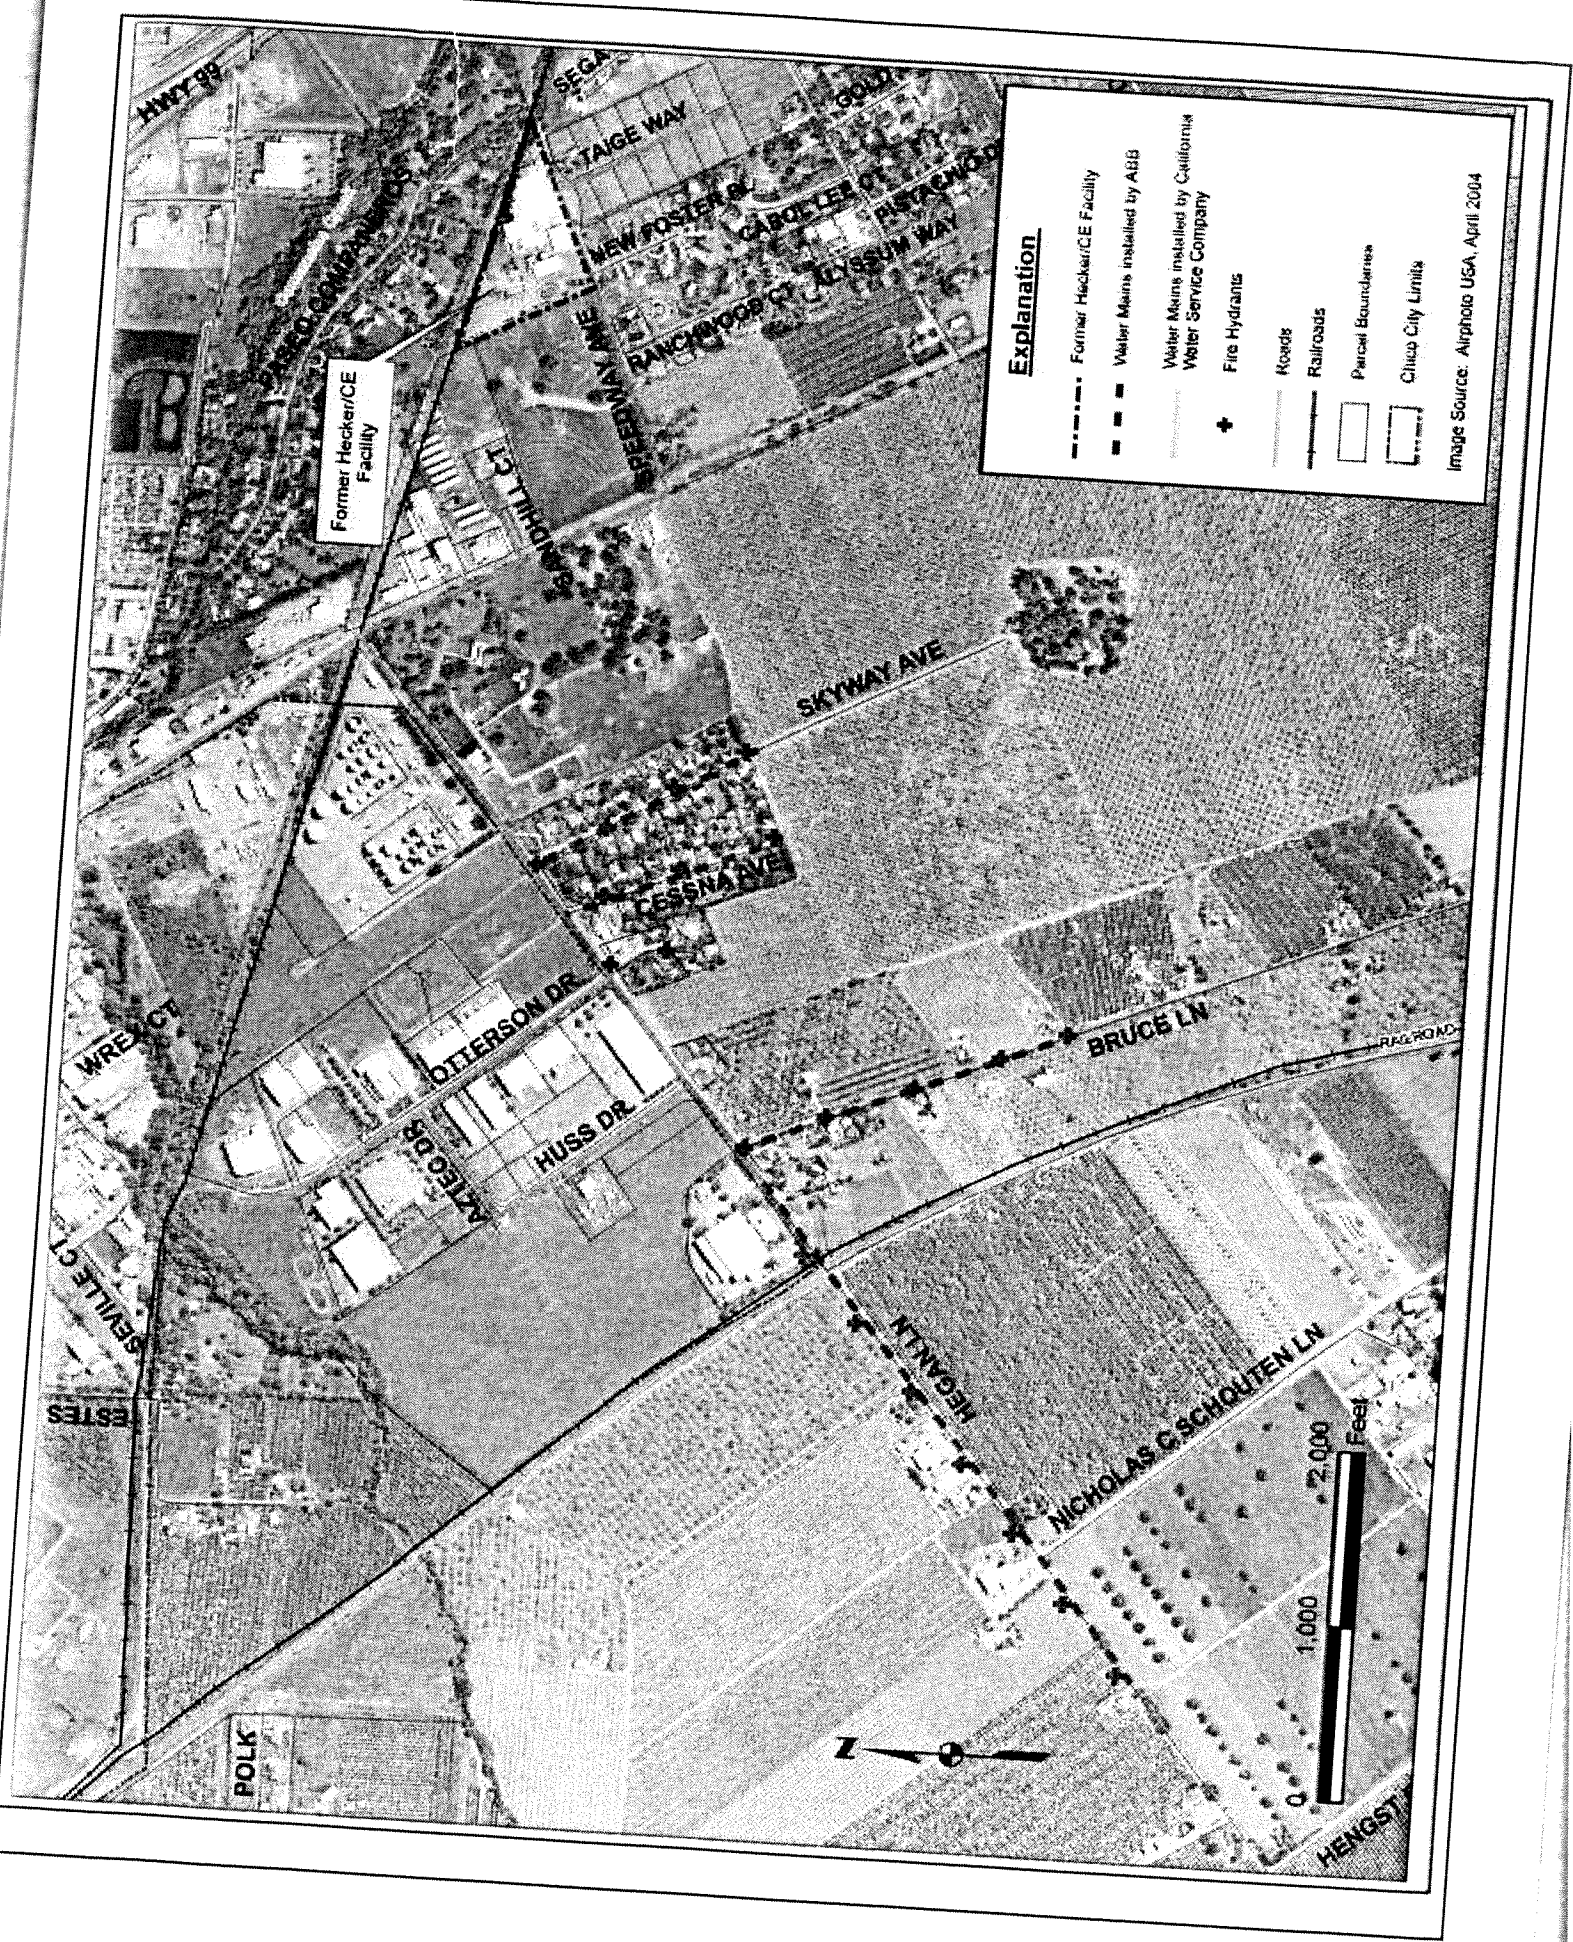 HWY 99
SEGA
TAIGE WAY
GOLD
NEW FOSTER PL
CAROL LEE CT
PISTACHIO D
ALYSSUM WAY
RANCHWOOD CT
SPEEDWAY AVE
SANDHILL CT
Former Hecker/CE
Facility
SKYWAY AVE
CESSNA AVE
OTTERSON DR
WREX CT
AZTEC DR
HUSS DR
BRUCE LN
RAILROAD
SEVILLE CT
ESTES
HEGAN LN
NICHOLAS C SCHOUTEN LN
POLK
HENGST
Z
0
1,000
2,000
Feet
Explanation
Former Hecker/CE Facility
Water Mains installed by ABB
Water Mains installed by California
Water Service Company
Fire Hydrants
Roads
Railroads
Parcel Boundaries
Chico City Limits
Image Source: Airphoto USA, April 2004